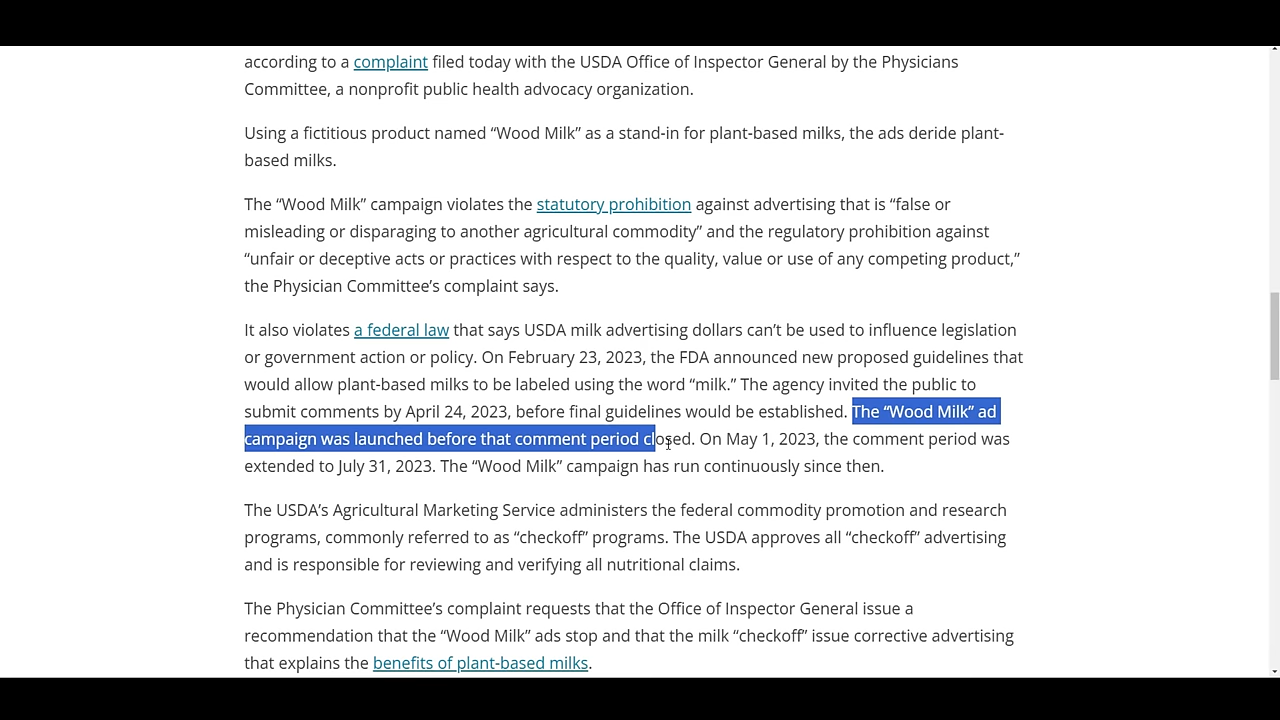 according to a complaint filed today with the USDA Office of Inspector General by the Physicians
Committee, a nonprofit public health advocacy organization.
Using a fictitious product named “Wood Milk” as a stand-in for plant-based milks, the ads deride plant-
based milks.
The “Wood Milk” campaign violates the statutory prohibition against advertising that is “false or
misleading or disparaging to another agricultural commodity” and the regulatory prohibition against
“unfair or deceptive acts or practices with respect to the quality, value or use of any competing product,”
the Physician Committee’s complaint says.
It also violates a federal law that says USDA milk advertising dollars can’t be used to influence legislation
or government action or policy. On February 23, 2023, the FDA announced new proposed guidelines that
would allow plant-based milks to be labeled using the word “milk.” The agency invited the public to
submit comments by April 24, 2023, before final guidelines would be established. The “Wood Milk” ad
campaign was launched before that comment period closed. On May 1, 2023, the comment period was
extended to July 31, 2023. The “Wood Milk” campaign has run continuously since then.
The USDA’s Agricultural Marketing Service administers the federal commodity promotion and research
programs, commonly referred to as “checkoff” programs. The USDA approves all “checkoff” advertising
and is responsible for reviewing and verifying all nutritional claims.
The Physician Committee’s complaint requests that the Office of Inspector General issue a
recommendation that the “Wood Milk” ads stop and that the milk “checkoff” issue corrective advertising
that explains the benefits of plant-based milks.